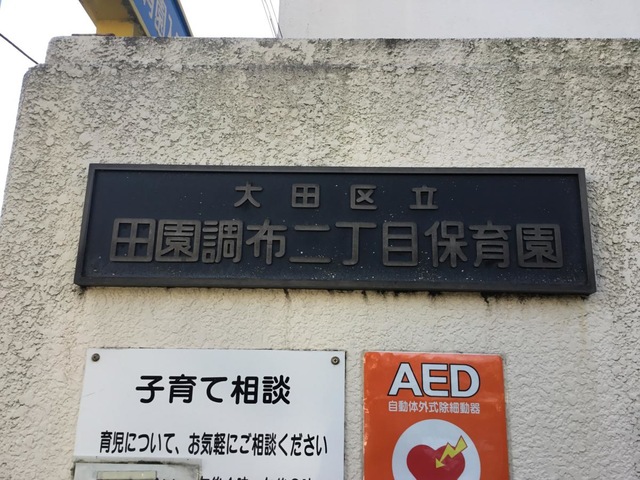 大田区立
田園調布二丁目保育園
子育て相談
育児について、お気軽にご相談ください
AED
自動体外式除細動器